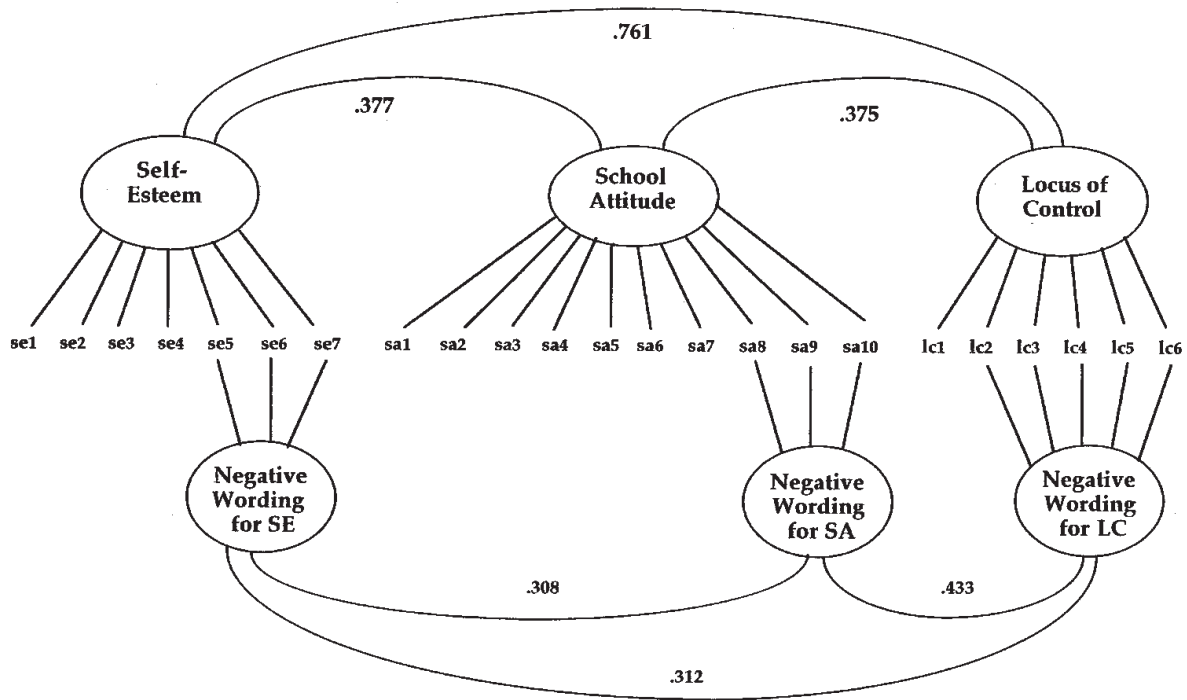 .761
.377
.375
Self-
Esteem
School
Attitude
Locus of
Control
se1 se2 se3 se4 se5 se6 se7 sa1 sa2 sa3 sa4 sa5 sa6 sa7 sa8 sa9 sa10 lc1 lc2 lc3 lc4 lc5 lc6
Negative
Wording
for SE
Negative
Wording
for SA
Negative
Wording
for LC
.308
.433
.312